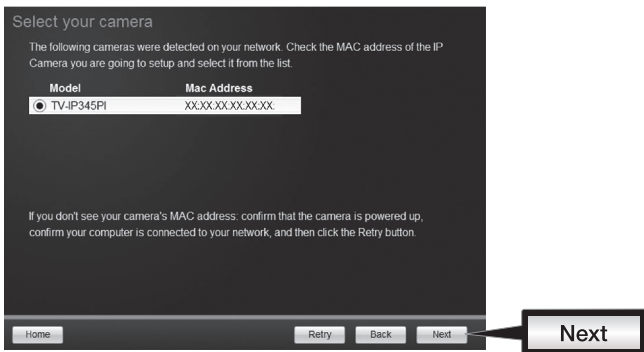 Select your camera
The following cameras were detected on your network. Check the MAC address of the IP
Camera you are going to setup and select it from the list.
Model Mac Address
TV-IP345PI XX:XX:XX:XX:XX:XX:
If you don't see your camera's MAC address: confirm that the camera is powered up,
confirm your computer is connected to your network, and then click the Retry button.
Home Retry Back Next
Next